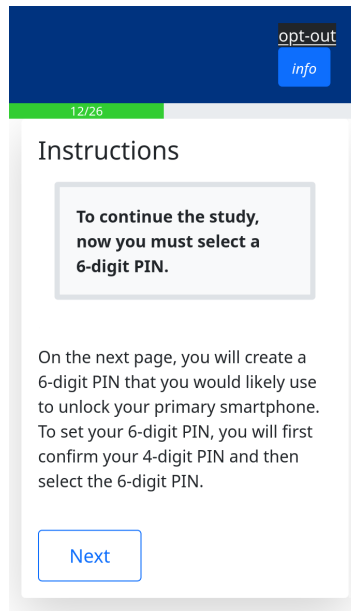 opt-out
info
12/26
Instructions
To continue the study,
now you must select a
6-digit PIN.
On the next page, you will create a
6-digit PIN that you would likely use
to unlock your primary smartphone.
To set your 6-digit PIN, you will first
confirm your 4-digit PIN and then
select the 6-digit PIN.
Next